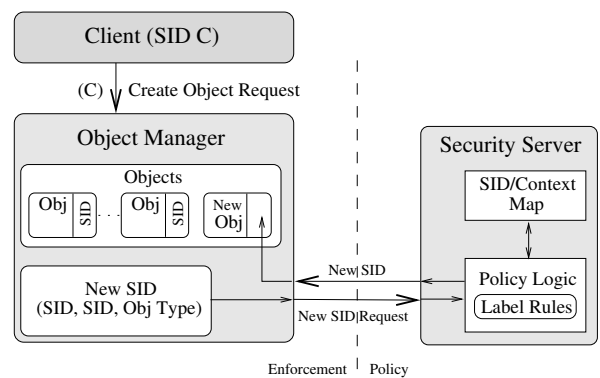 Client (SID C)
(C) Create Object Request
Object Manager
Objects
Obj SID . . . Obj SID New Obj
New SID
(SID, SID, Obj Type)
Security Server
SID/Context
Map
New SID
Policy Logic
Label Rules
New SID Request
Enforcement Policy